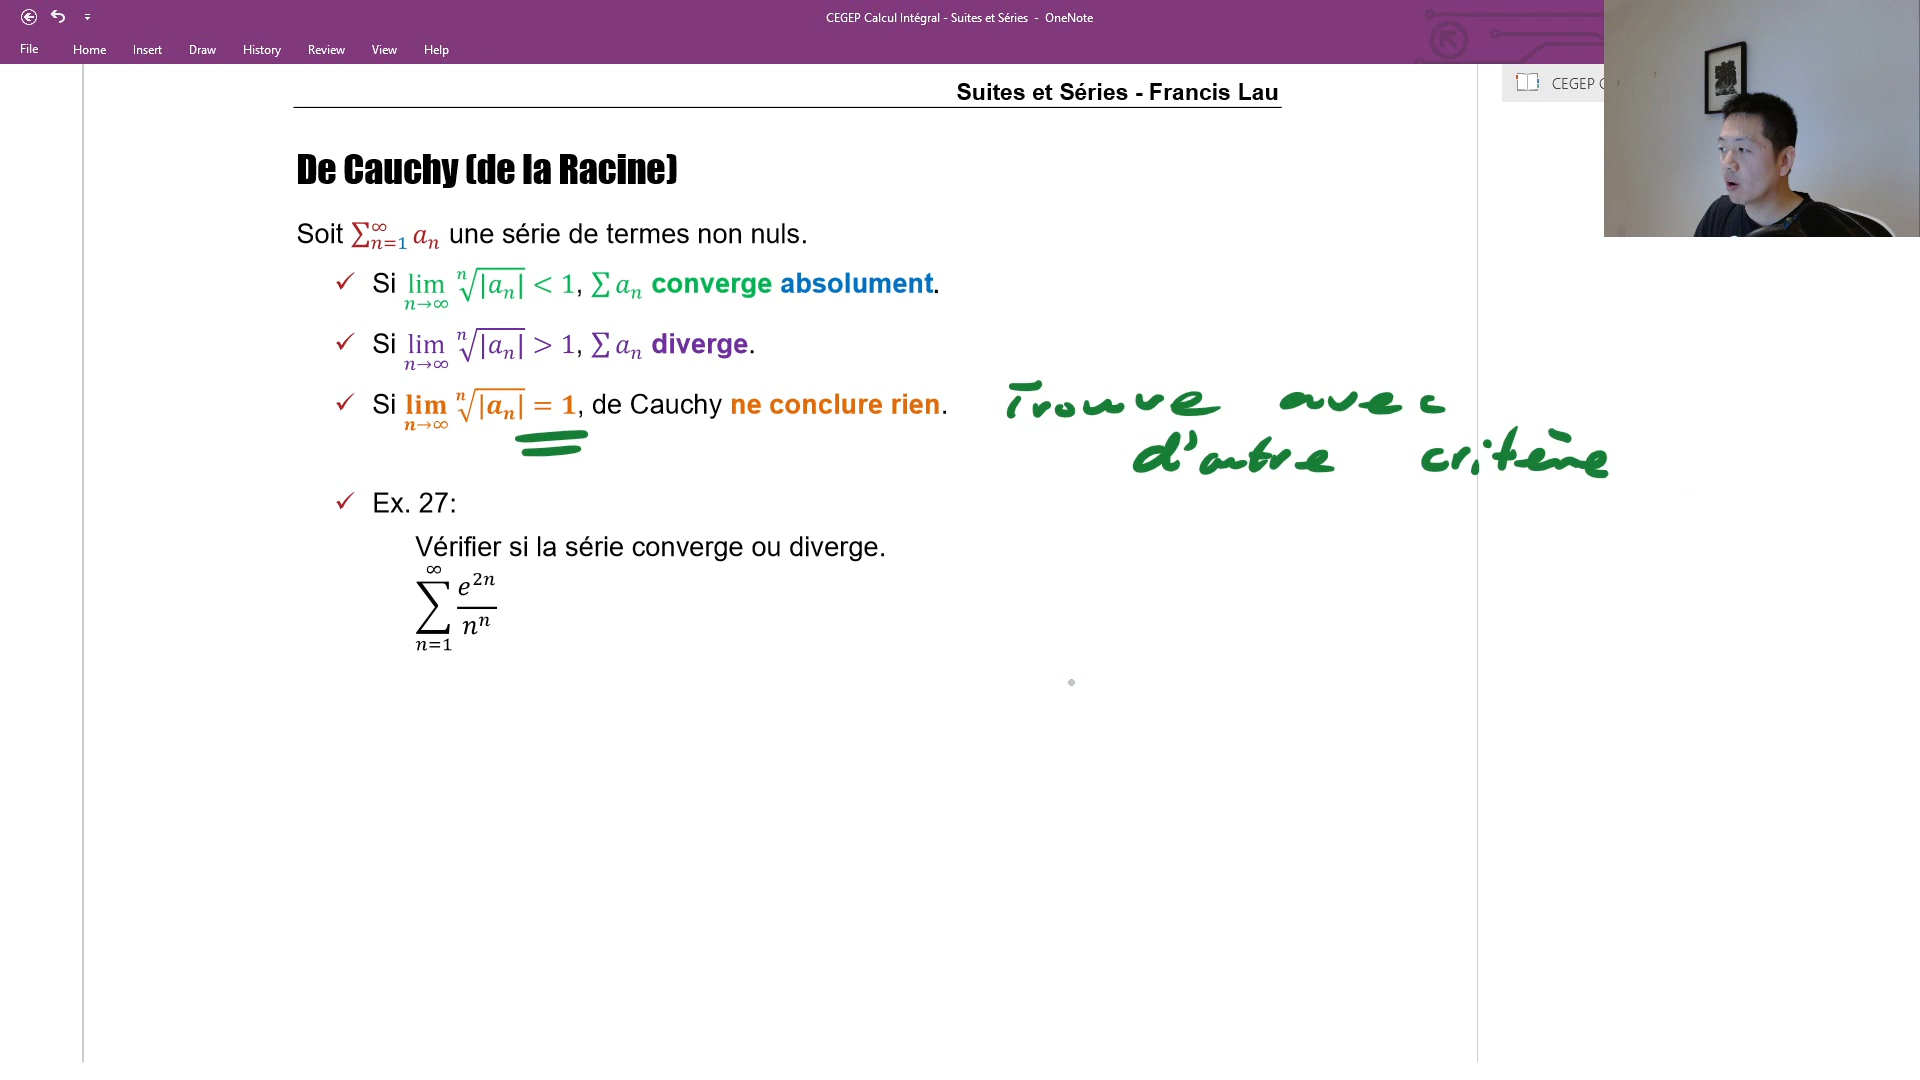 CEGEP Calcul Intégral - Suites et Séries - OneNote
File Home Insert Draw History Review View Help
Suites et Séries - Francis Lau
CEGEP
De Cauchy (de la Racine)
Soit ∑_{n=1}^{∞} a_n une série de termes non nuls.
✓ Si lim_{n→∞} ⁿ√|a_n| < 1, ∑ a_n converge absolument.
✓ Si lim_{n→∞} ⁿ√|a_n| > 1, ∑ a_n diverge.
✓ Si lim_{n→∞} ⁿ√|a_n| = 1, de Cauchy ne conclure rien.
Trouve avec
d'autre critère
✓ Ex. 27:
Vérifier si la série converge ou diverge.
∑_{n=1}^{∞} e^{2n}/n^n